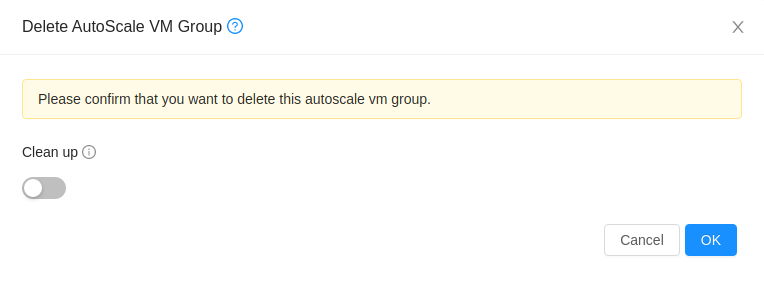 Delete AutoScale VM Group
Please confirm that you want to delete this autoscale vm group.
Clean up
Cancel
OK